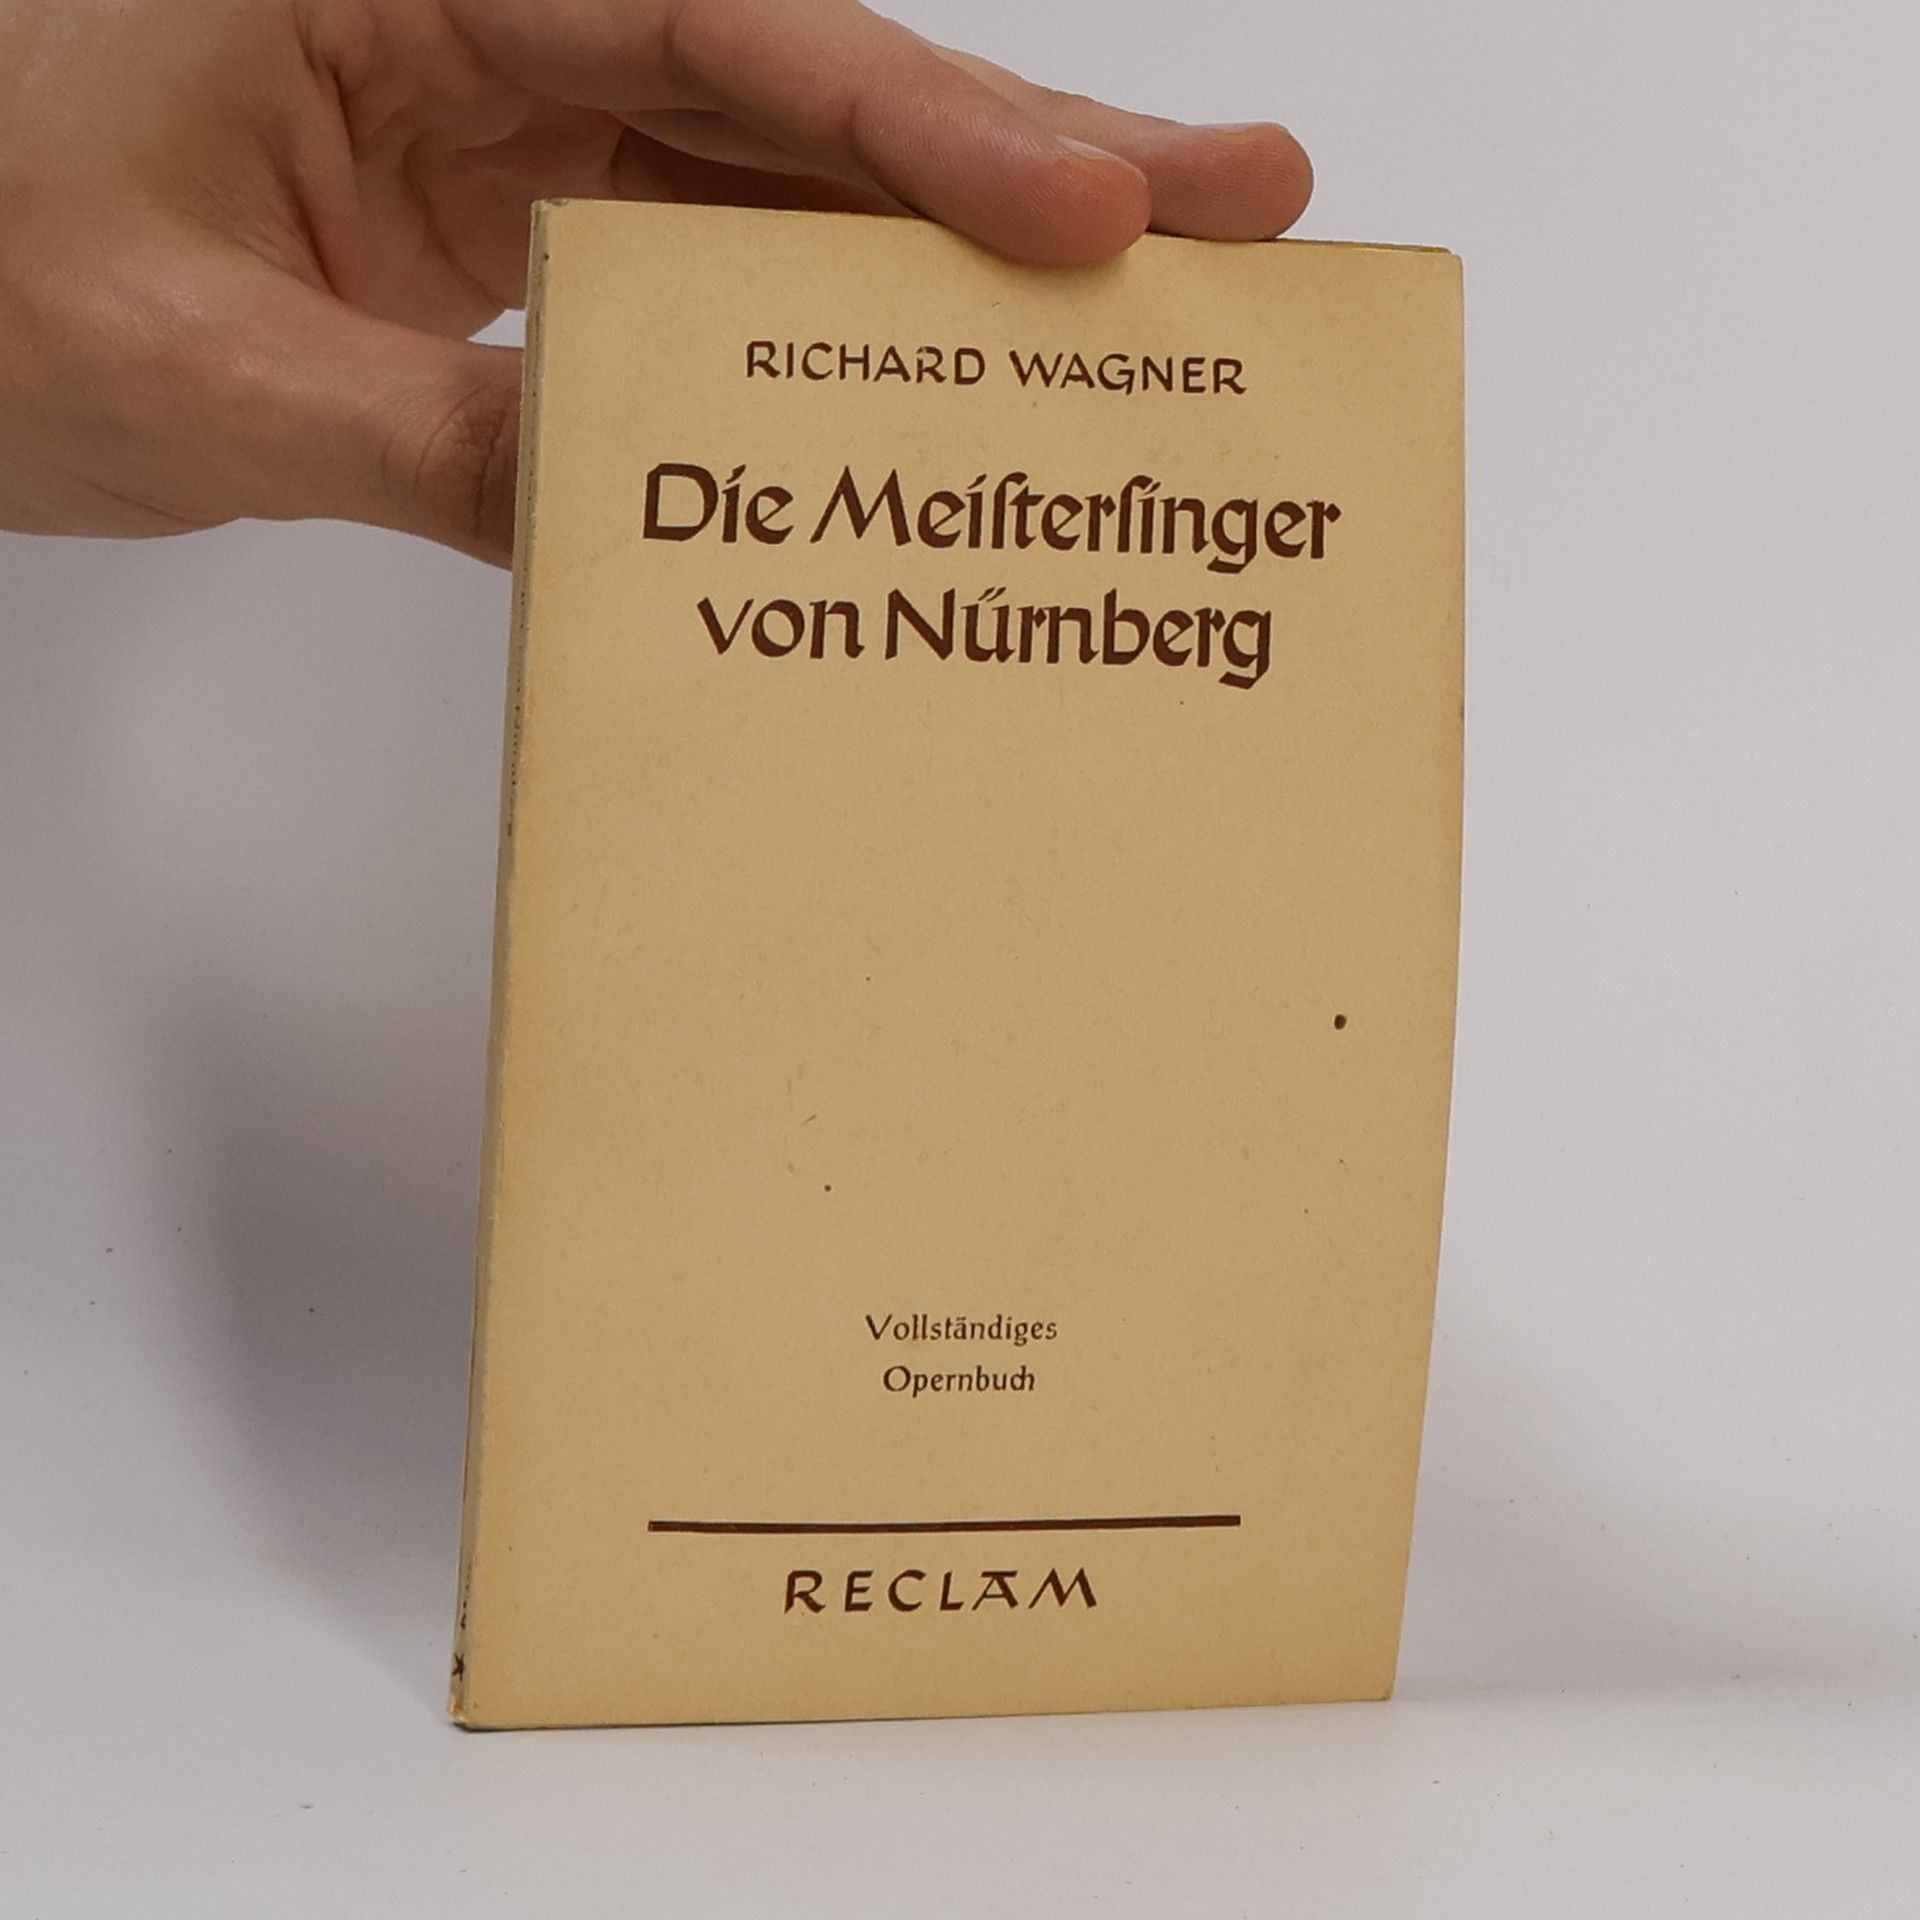 RICHARD WAGNER
Die Meiſterſinger
von Nürnberg
Vollständiges
Opernbuch
RECLAM